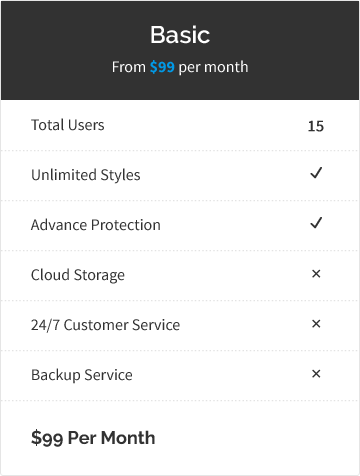 Basic
From $99 per month
Total Users 15
Unlimited Styles ✓
Advance Protection ✓
Cloud Storage ×
24/7 Customer Service ×
Backup Service ×
$99 Per Month